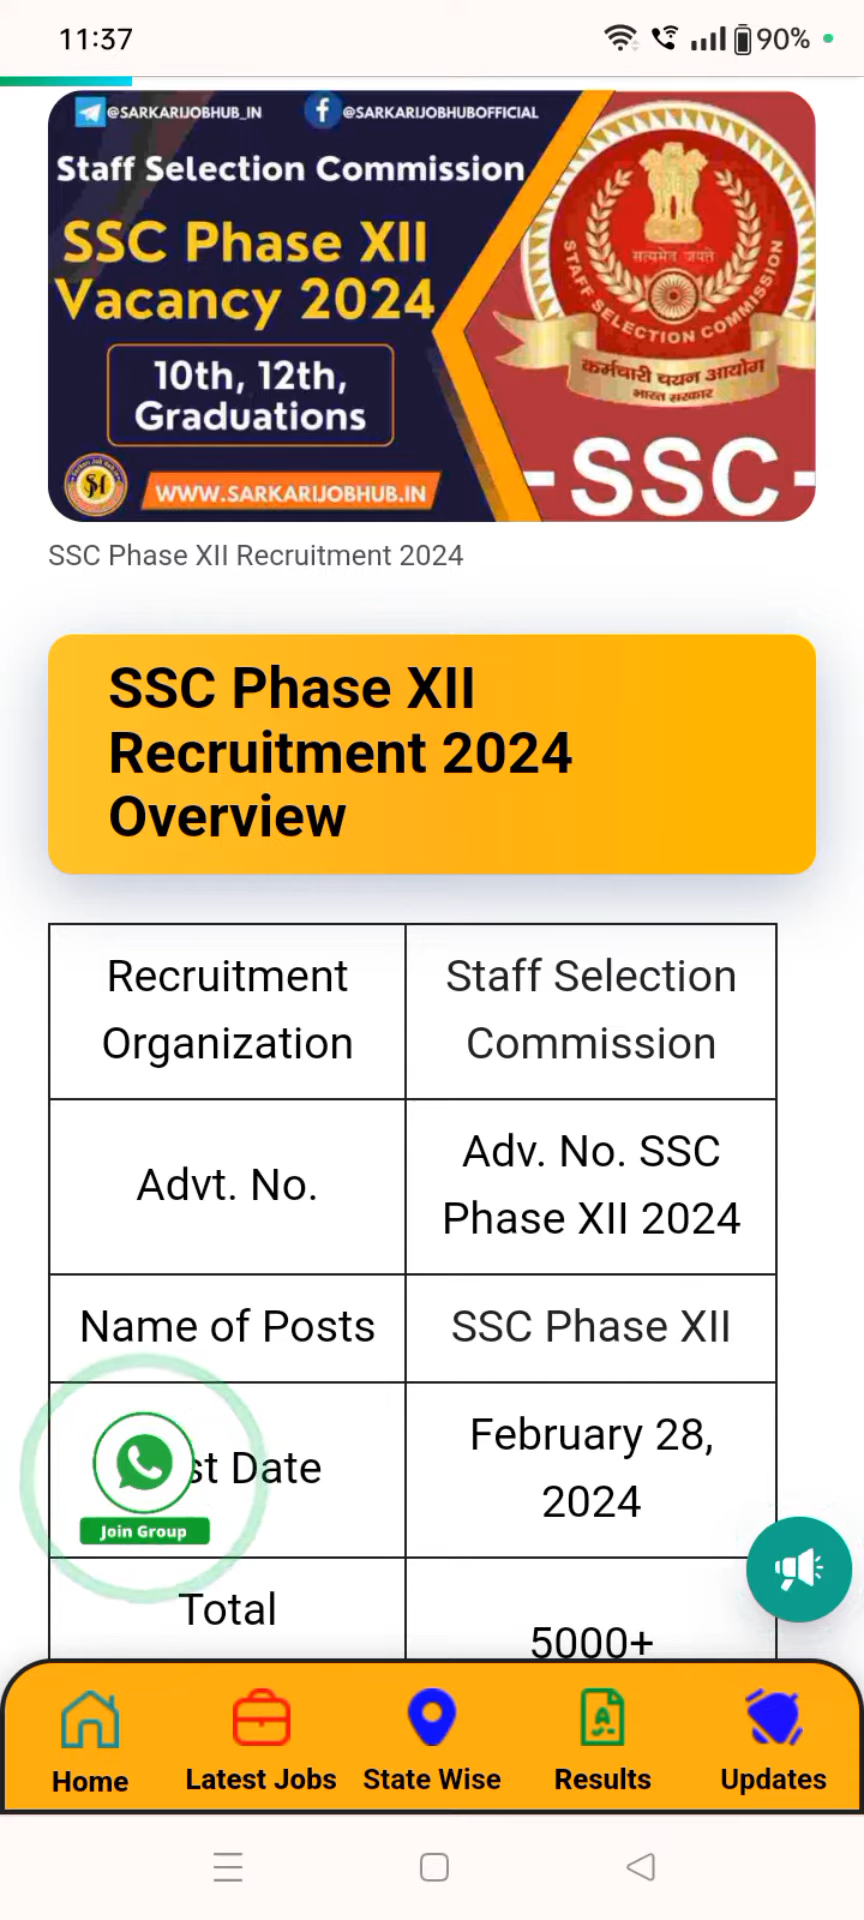 11:37
90%
@SARKARIJOBHUB_IN
@SARKARIJOBHUBOFFICIAL
Staff Selection Commission
SSC Phase XII
Vacancy 2024
10th, 12th,
Graduations
WWW.SARKARIJOBHUB.IN
सत्यमेव जयते
STAFF SELECTION COMMISSION
कर्मचारी चयन आयोग
भारत सरकार
-SSC-
SSC Phase XII Recruitment 2024
SSC Phase XII
Recruitment 2024
Overview
Recruitment
Organization
Staff Selection
Commission
Advt. No.
Adv. No. SSC
Phase XII 2024
Name of Posts
SSC Phase XII
st Date
February 28,
2024
Join Group
Total
5000+
Home
Latest Jobs
State Wise
Results
Updates